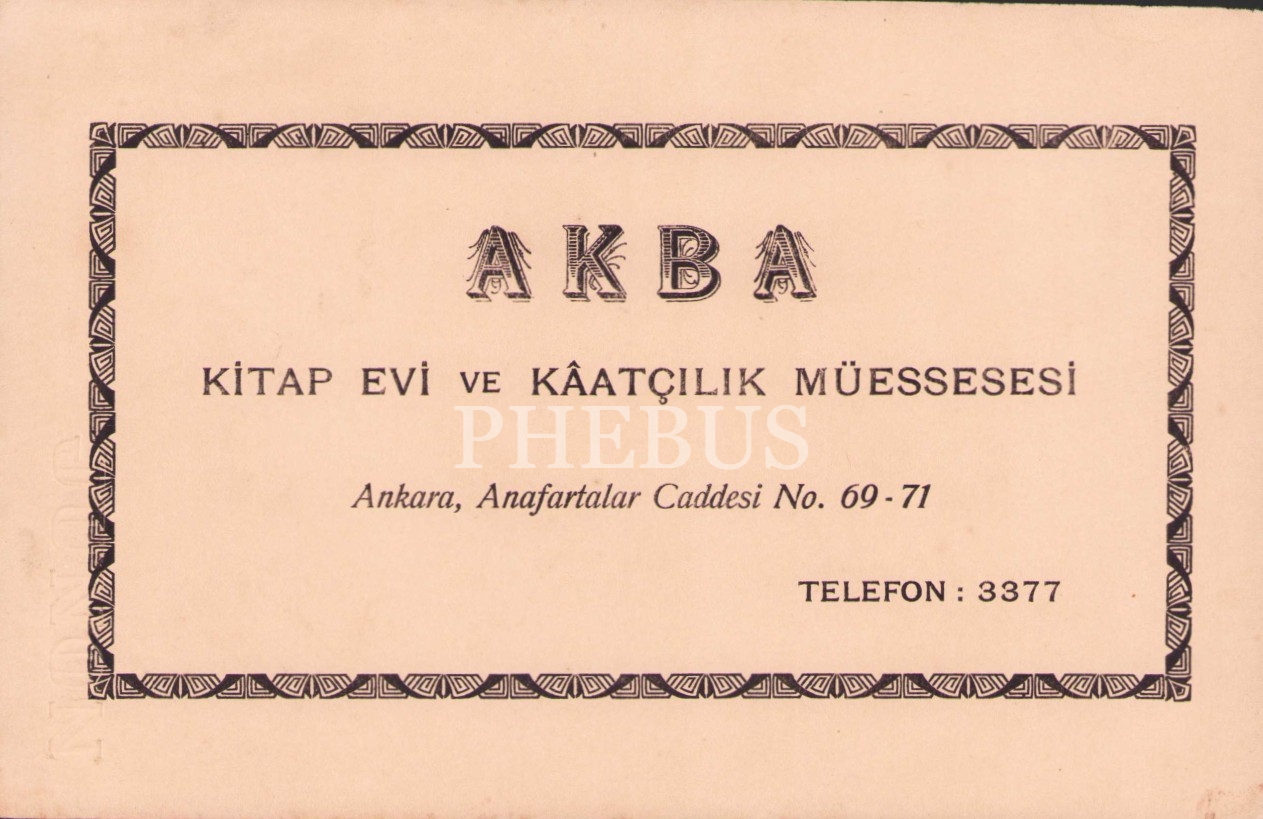 AKBA
KİTAP EVİ VE KÂATÇILIK MÜESSESESİ
PHEBUS
Ankara, Anafartalar Caddesi No. 69-71
TELEFON : 3377